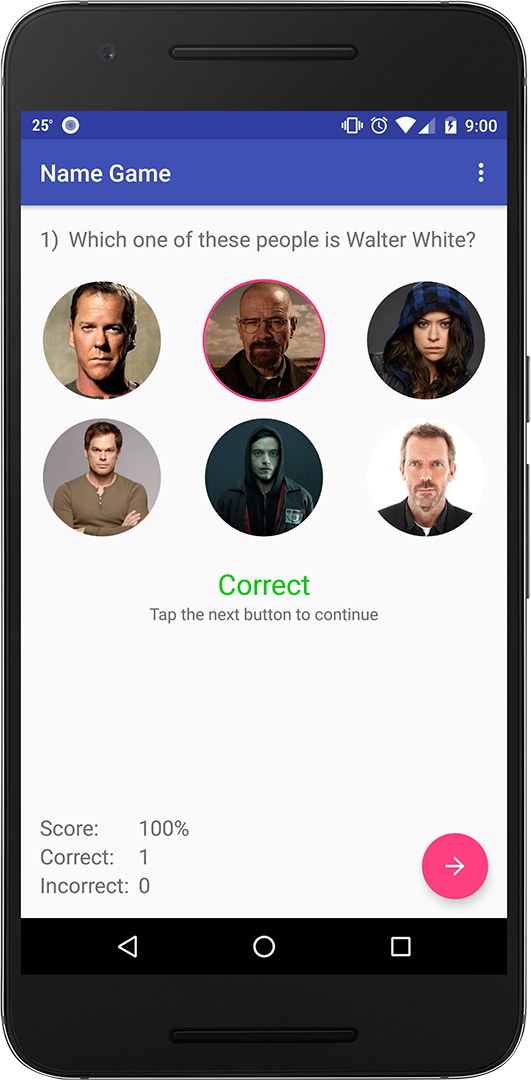 25° 9:00
Name Game
1) Which one of these people is Walter White?
Correct
Tap the next button to continue
Score: 100%
Correct: 1
Incorrect: 0